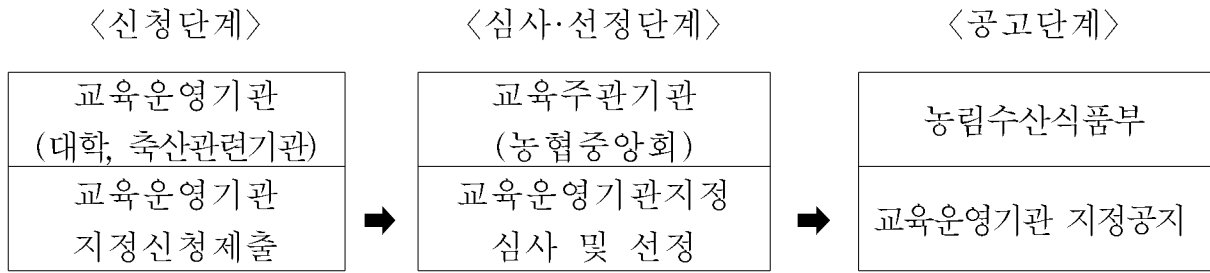 〈신청단계〉
〈심사·선정단계〉
〈공고단계〉
교육운영기관
(대학, 축산관련기관)
교육운영기관
지정신청제출
교육주관기관
(농협중앙회)
교육운영기관지정
심사 및 선정
농림수산식품부
교육운영기관 지정공지